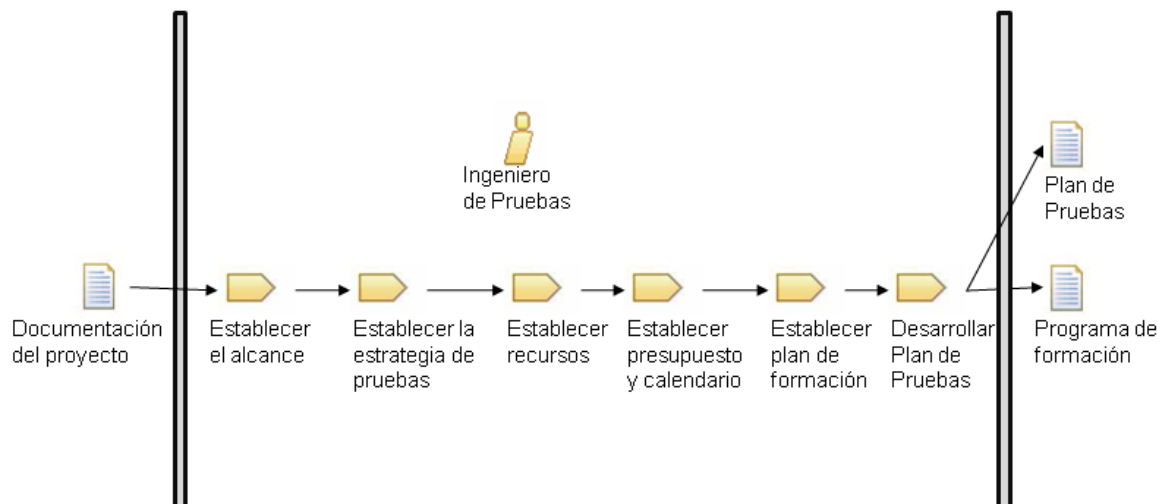 Ingeniero
de Pruebas
Plan de
Pruebas
Documentación
del proyecto
Establecer
el alcance
Establecer la
estrategia de
pruebas
Establecer
recursos
Establecer
presupuesto
y calendario
Establecer
plan de
formación
Desarrollar
Plan de
Pruebas
Programa de
formación